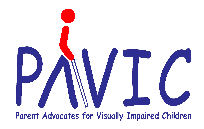 PAVIC
Parent Advocates for Visually Impaired Children